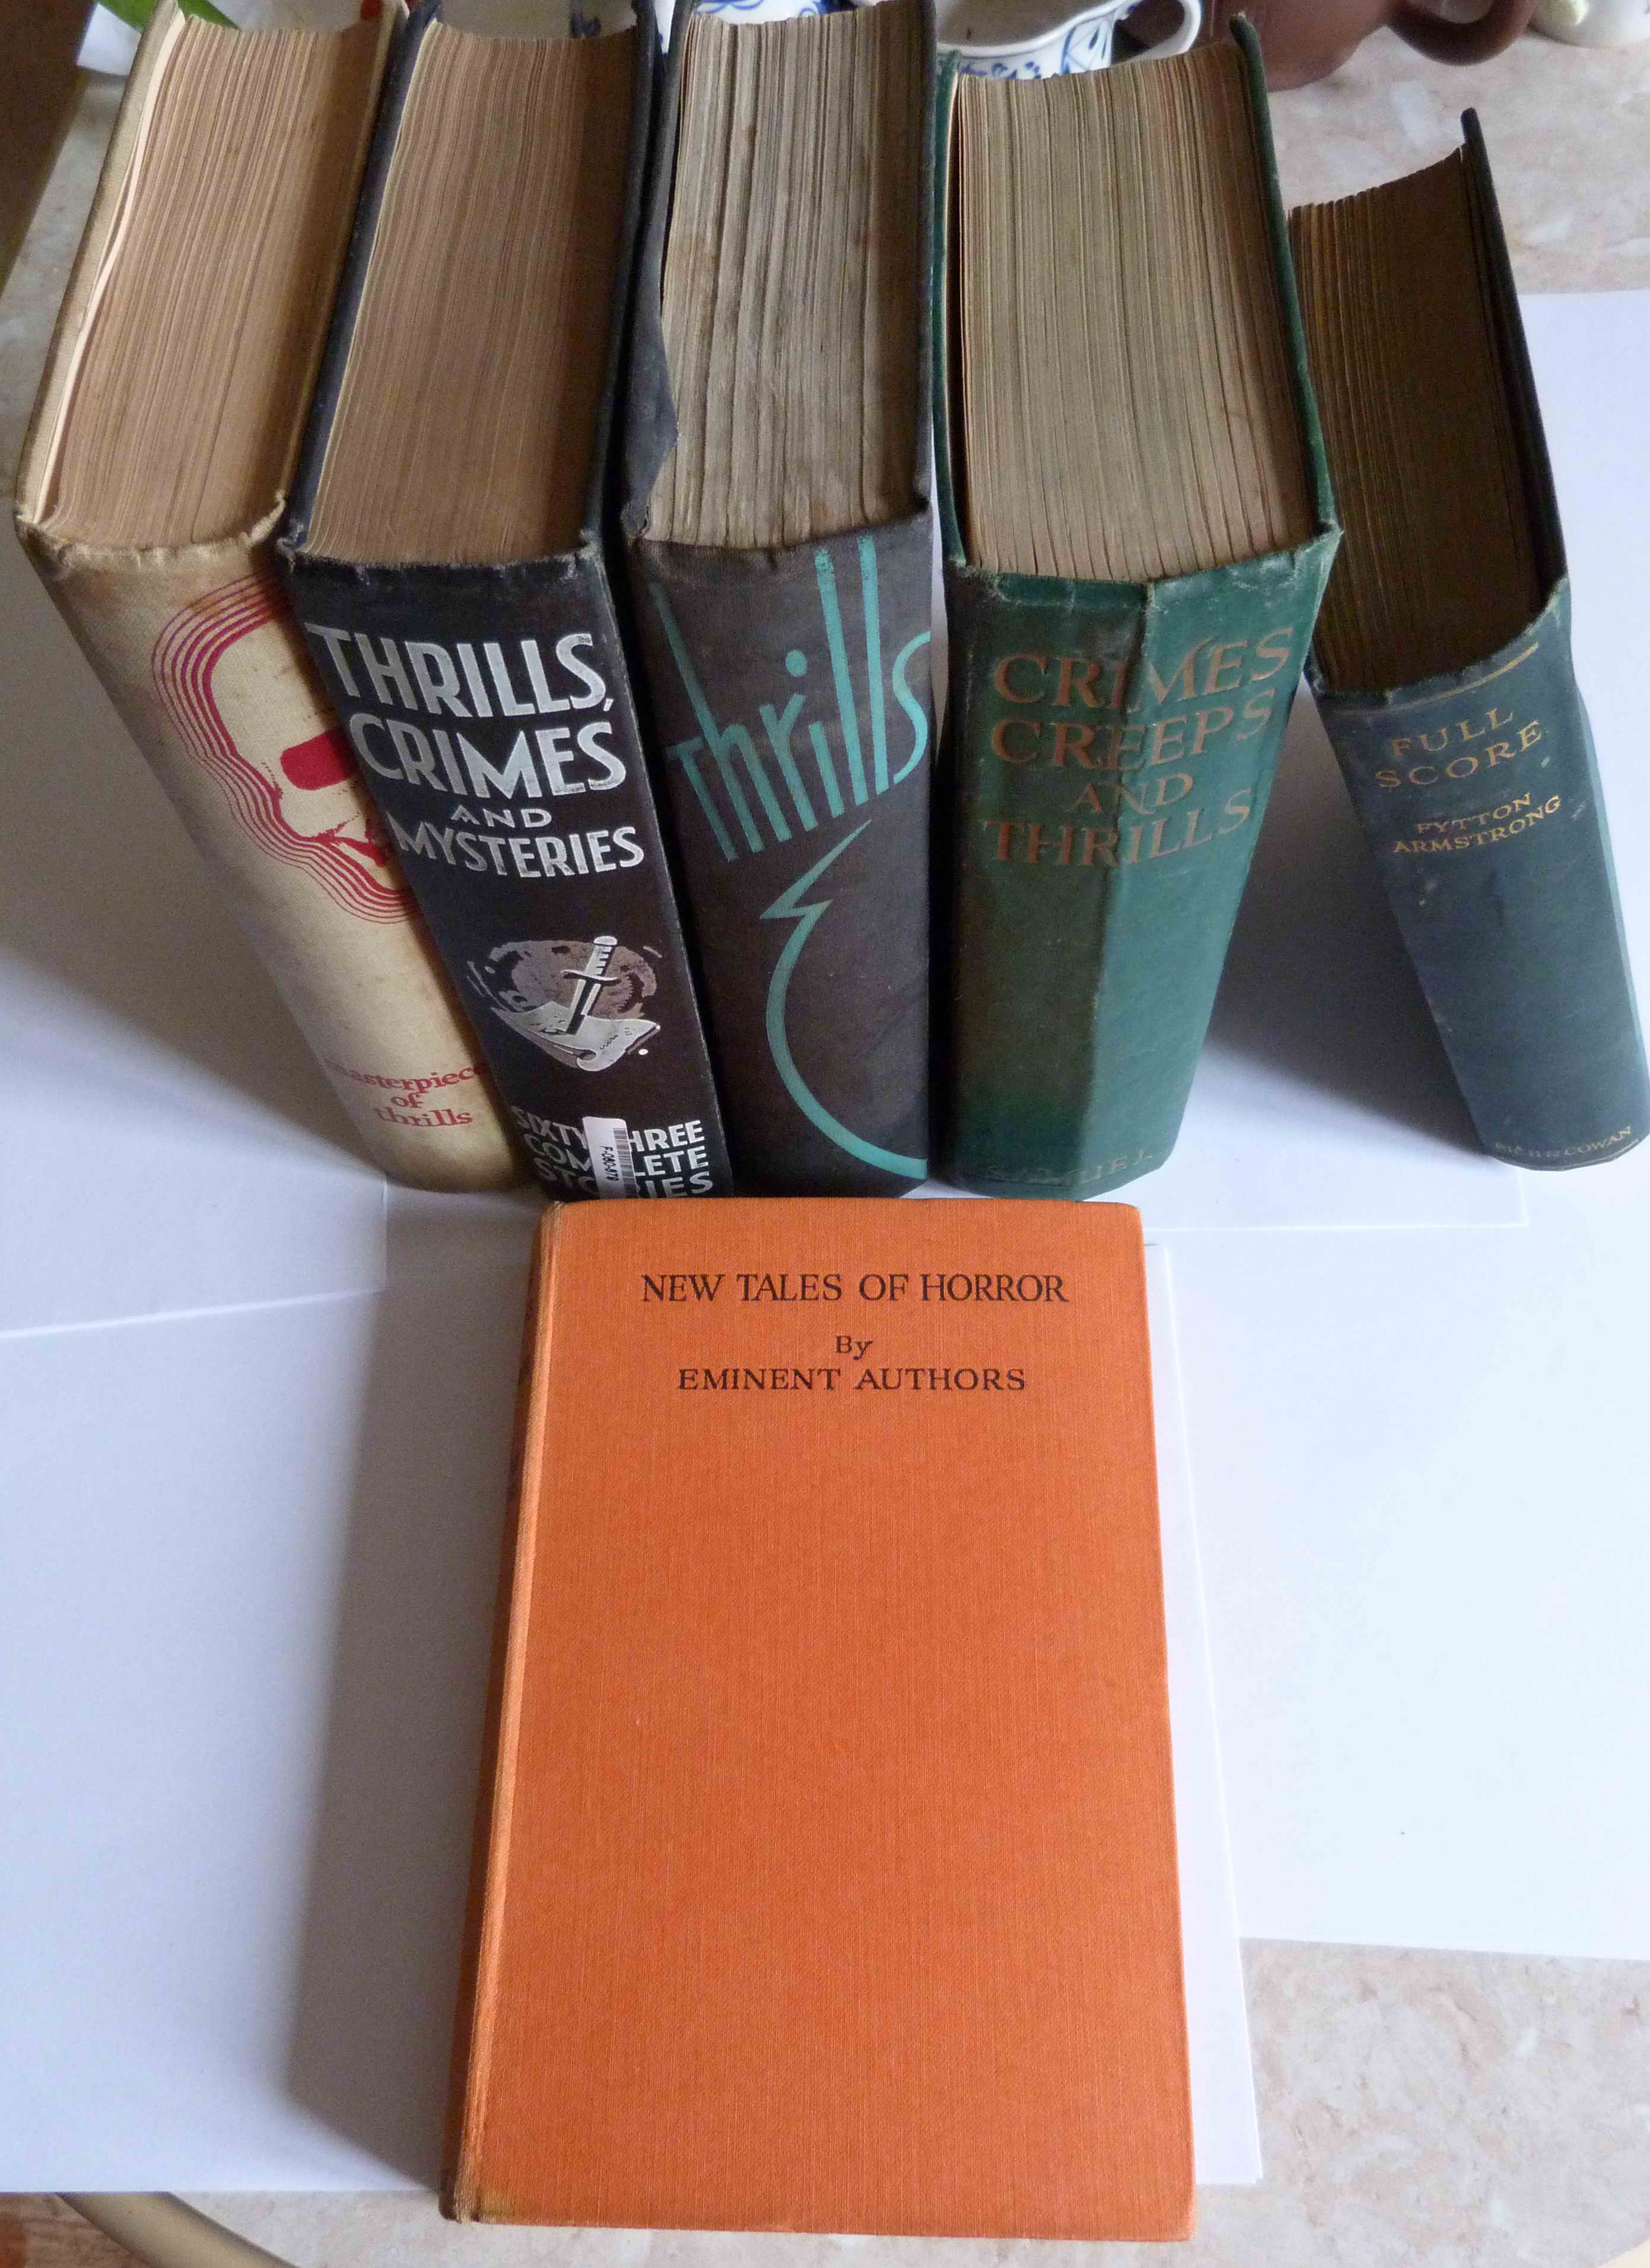 masterpiece
of
thrills
THRILLS,
CRIMES
AND
MYSTERIES
SIXTY THREE
COMPLETE
STORIES
Thrills
CRIMES
CREEPS
AND
THRILLS
FULL
SCORE
FYTTON
ARMSTRONG
RICH & COWAN
NEW TALES OF HORROR
By
EMINENT AUTHORS